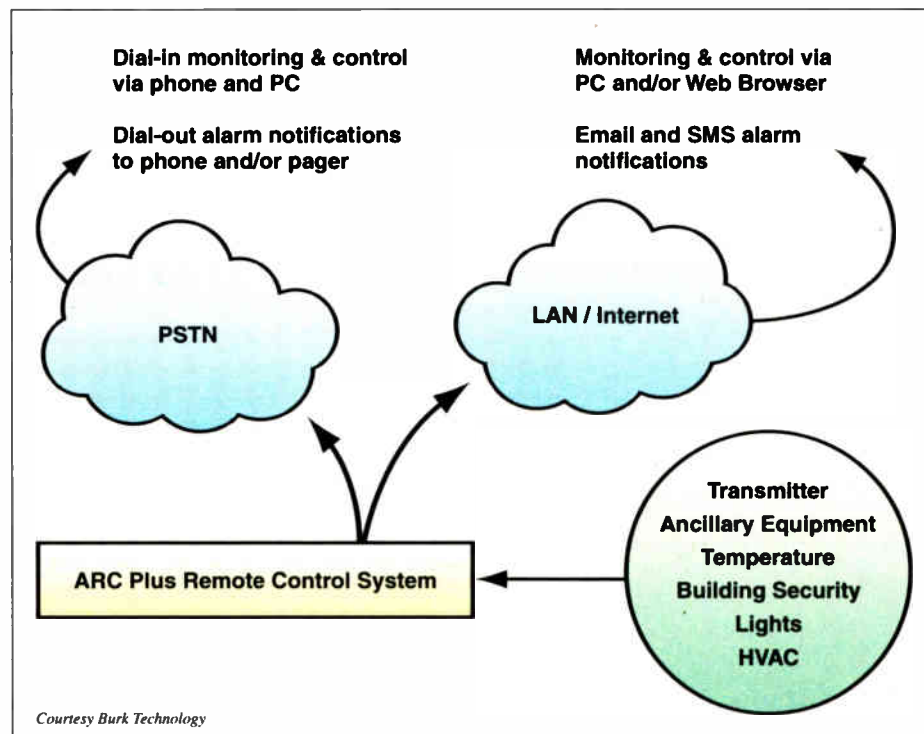 Dial-in monitoring & control
via phone and PC
Dial-out alarm notifications
to phone and/or pager
Monitoring & control via
PC and/or Web Browser
Email and SMS alarm
notifications
PSTN
LAN / Internet
ARC Plus Remote Control System
Transmitter
Ancillary Equipment
Temperature
Building Security
Lights
HVAC
Courtesy Burk Technology